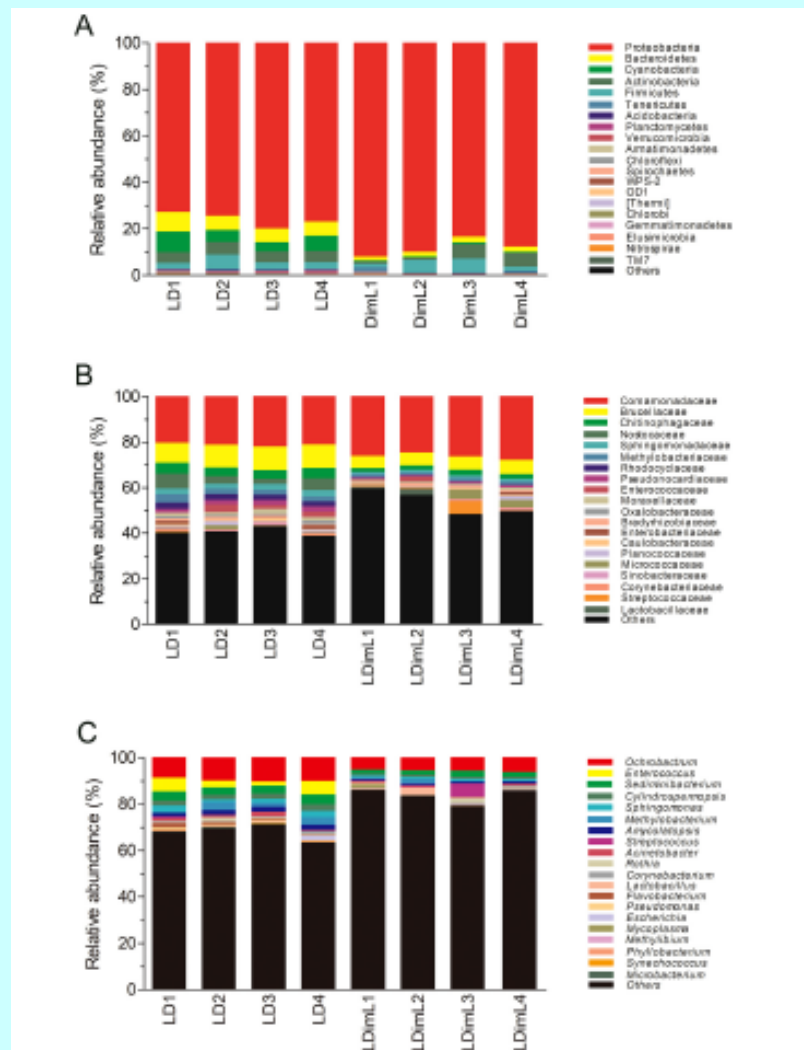 A
Relative abundance (%)
100
80
60
40
20
0
LD1
LD2
LD3
LD4
DimL1
DimL2
DimL3
DimL4
Proteobacteria
Bacteroidetes
Cyanobacteria
Actinobacteria
Firmicutes
Tenericutes
Acidobacteria
Planctomycetes
Verrucomicrobia
Armatimonadetes
Chloroflexi
Spirochaetes
WPS-2
OD1
[Thermi]
Chlorobi
Gemmatimonadetes
Elusimicrobia
Nitrospirae
TM7
Others
B
Relative abundance (%)
100
80
60
40
20
0
LD1
LD2
LD3
LD4
LDimL1
LDimL2
LDimL3
LDimL4
Comamonadaceae
Brucellaceae
Chitinophagaceae
Nostocaceae
Sphingomonadaceae
Methylobacteriaceae
Rhodocyclaceae
Pseudonocardiaceae
Enterococcaceae
Moraxellaceae
Oxalobacteraceae
Bradyrhizobiaceae
Enterobacteriaceae
Caulobacteraceae
Planococcaceae
Micrococcaceae
Sinobacteraceae
Corynebacteriaceae
Streptococcaceae
Lactobacillaceae
Others
C
Relative abundance (%)
100
80
60
40
20
0
LD1
LD2
LD3
LD4
LDimL1
LDimL2
LDimL3
LDimL4
Ochrobactrum
Enterococcus
Sediminibacterium
Cylindrospermopsis
Sphingomonas
Methylobacterium
Amycolatopsis
Streptococcus
Acinetobacter
Rothia
Corynebacterium
Lactobacillus
Flavobacterium
Pseudomonas
Escherichia
Mycoplasma
Methylibium
Phyllobacterium
Synechococcus
Microbacterium
Others